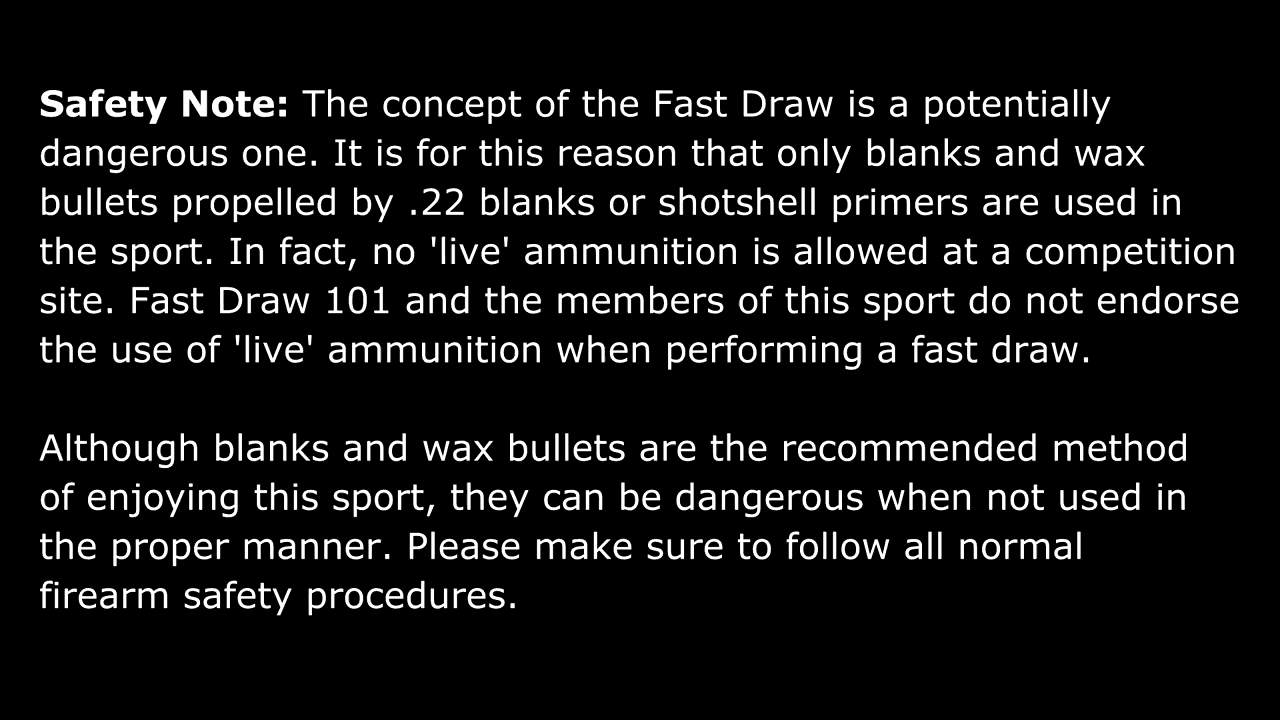 Safety Note: The concept of the Fast Draw is a potentially
dangerous one. It is for this reason that only blanks and wax
bullets propelled by .22 blanks or shotshell primers are used in
the sport. In fact, no 'live' ammunition is allowed at a competition
site. Fast Draw 101 and the members of this sport do not endorse
the use of 'live' ammunition when performing a fast draw.
Although blanks and wax bullets are the recommended method
of enjoying this sport, they can be dangerous when not used in
the proper manner. Please make sure to follow all normal
firearm safety procedures.